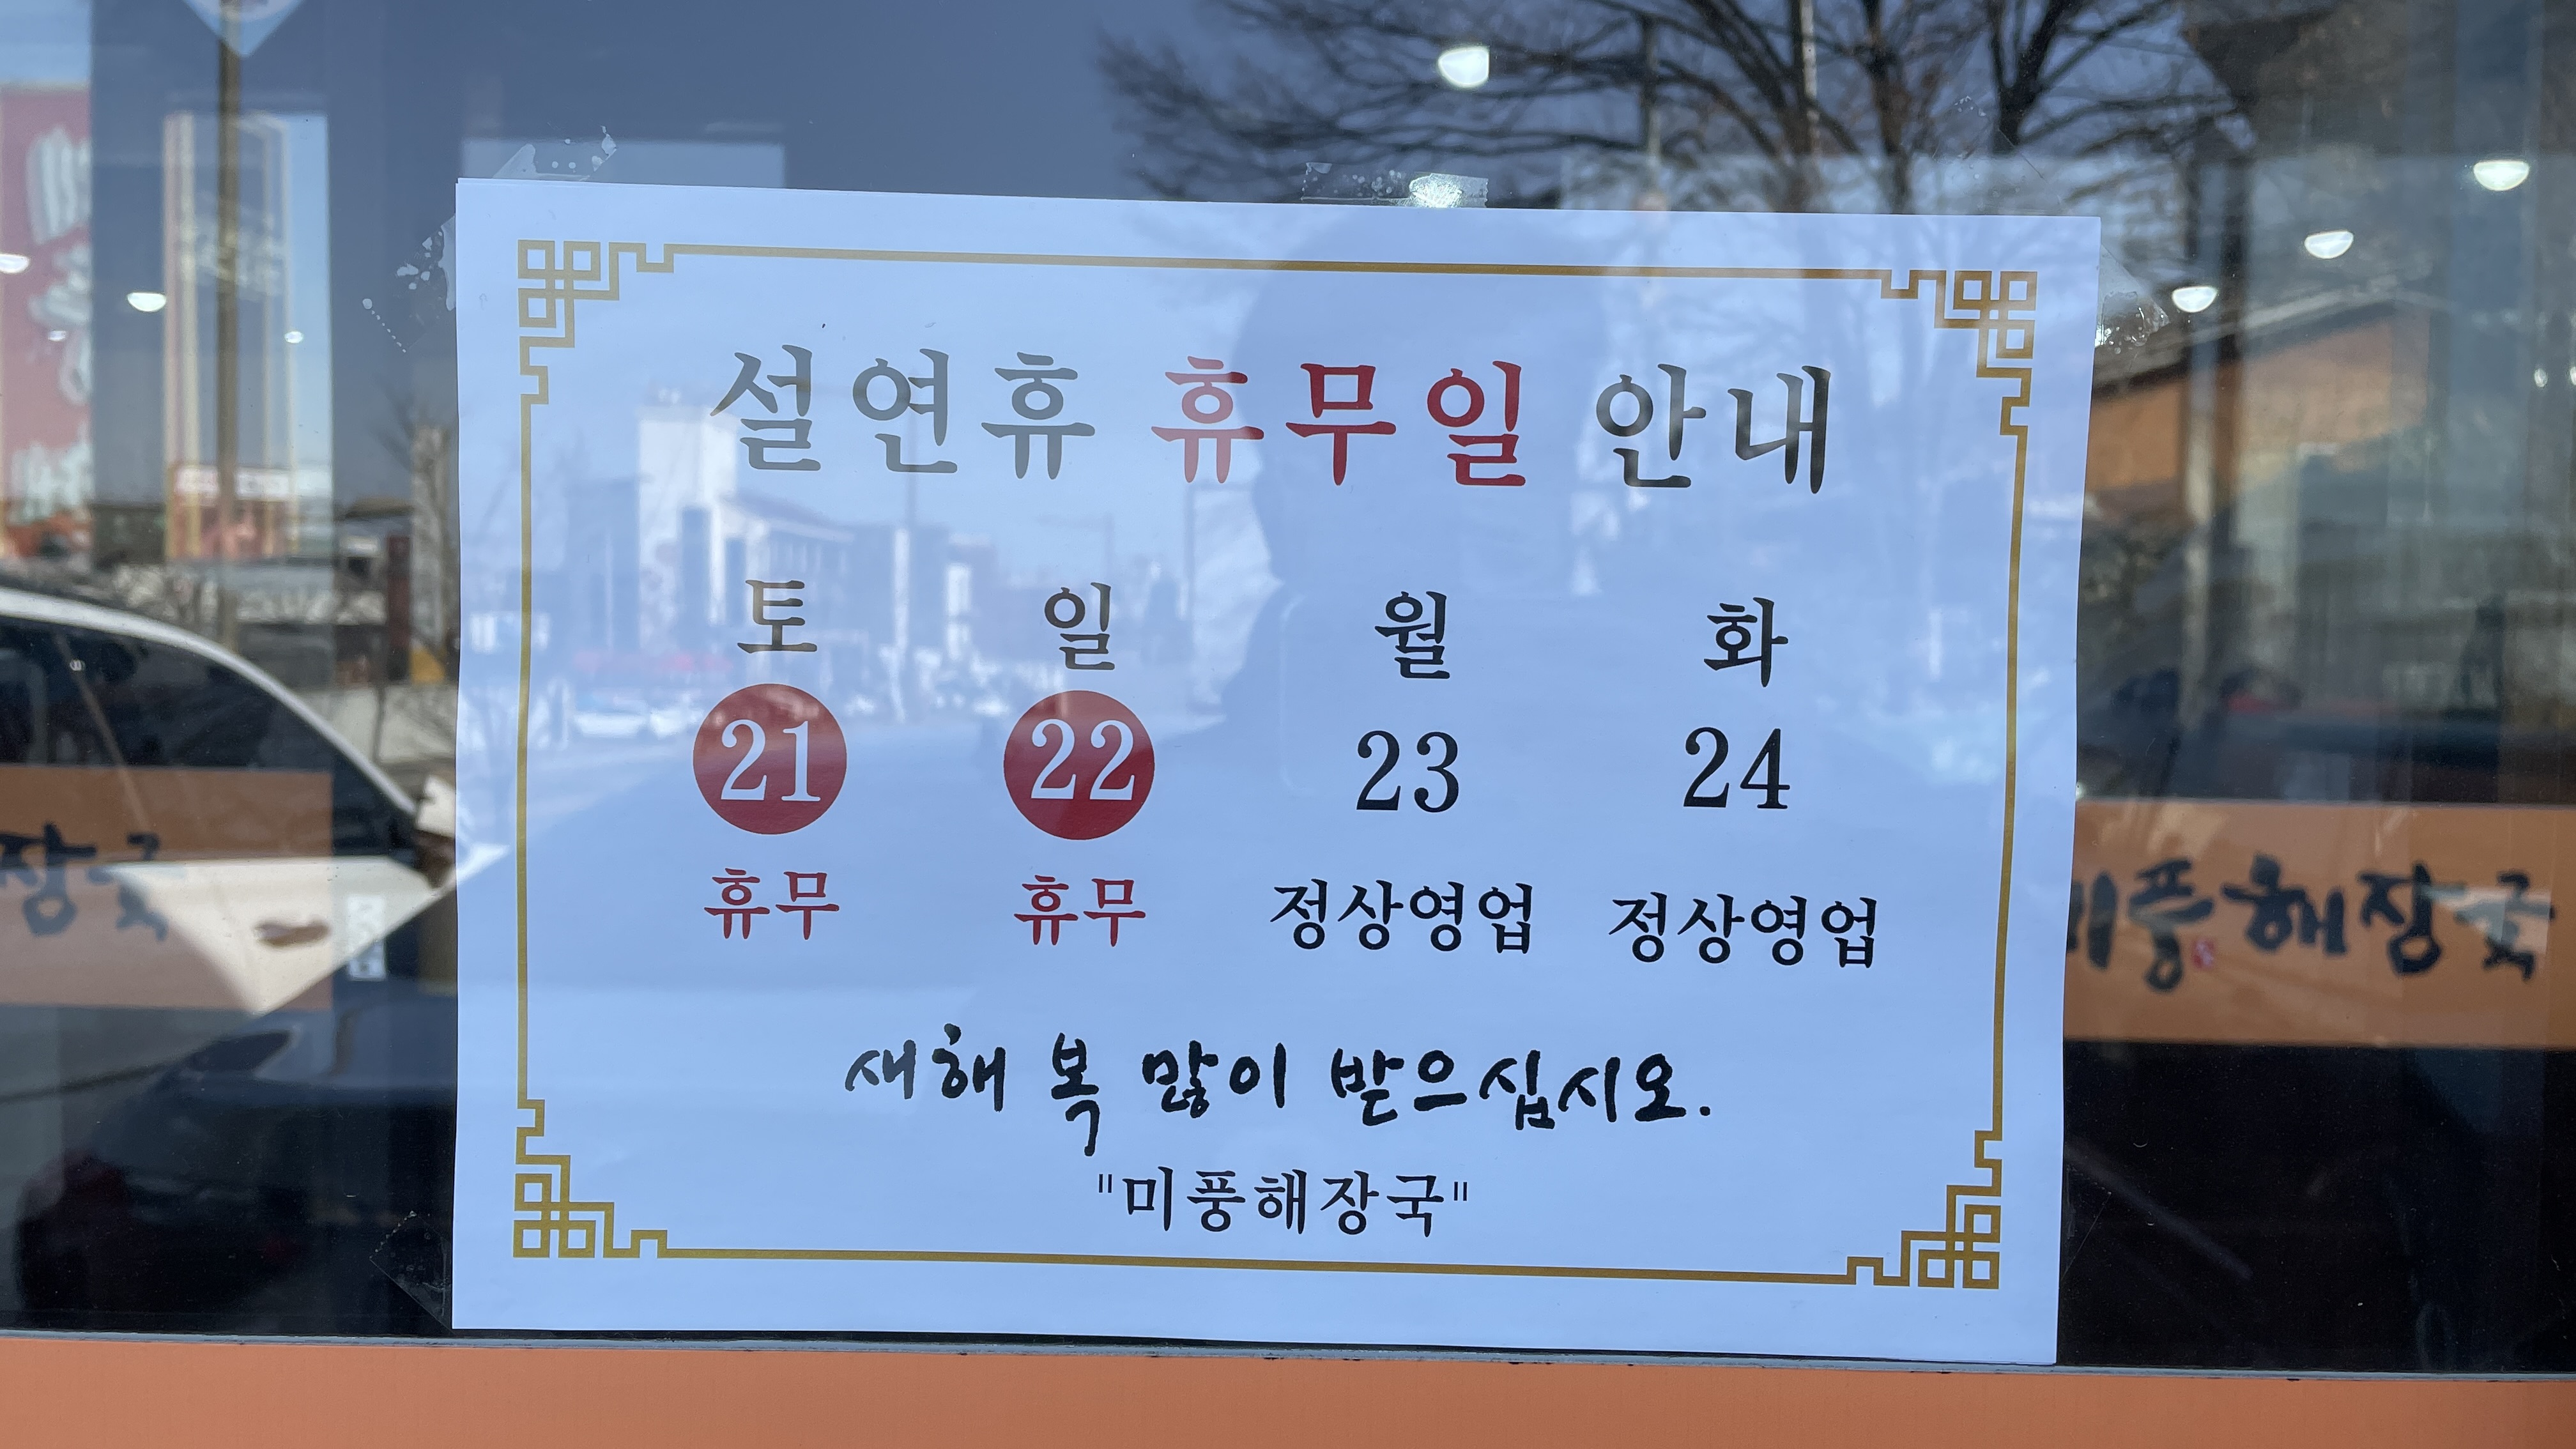 설연휴 휴무일 안내
토 일 월 화
21 22 23 24
휴무 휴무 정상영업 정상영업
새해 복 많이 받으십시오.
"미풍해장국"
장국
미풍해장국